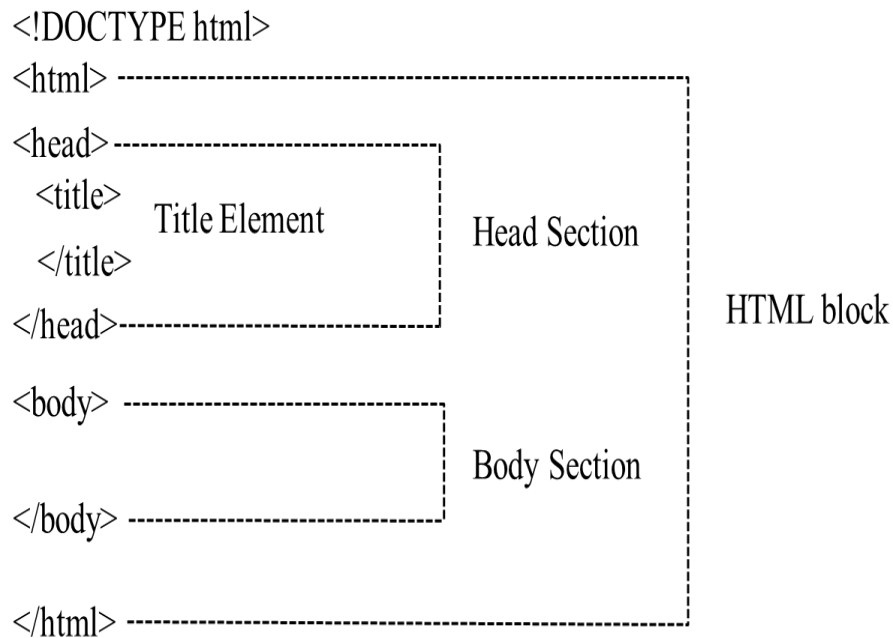 <!DOCTYPE html>
<html>
<head>
<title>
Title Element
</title>
</head>
Head Section
HTML block
<body>
Body Section
</body>
</html>